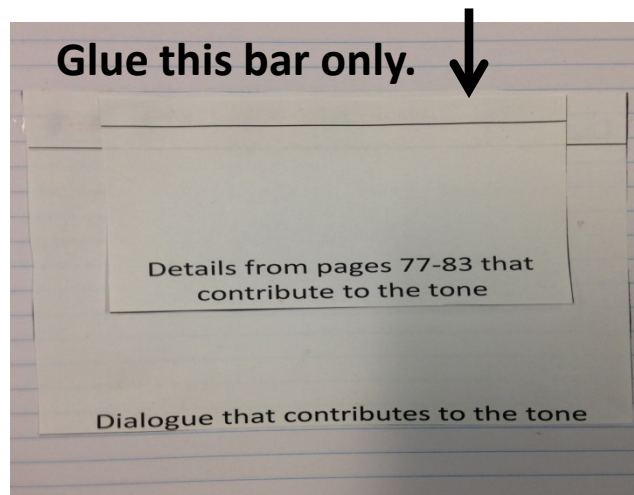 Glue this bar only.
Details from pages 77-83 that
contribute to the tone
Dialogue that contributes to the tone